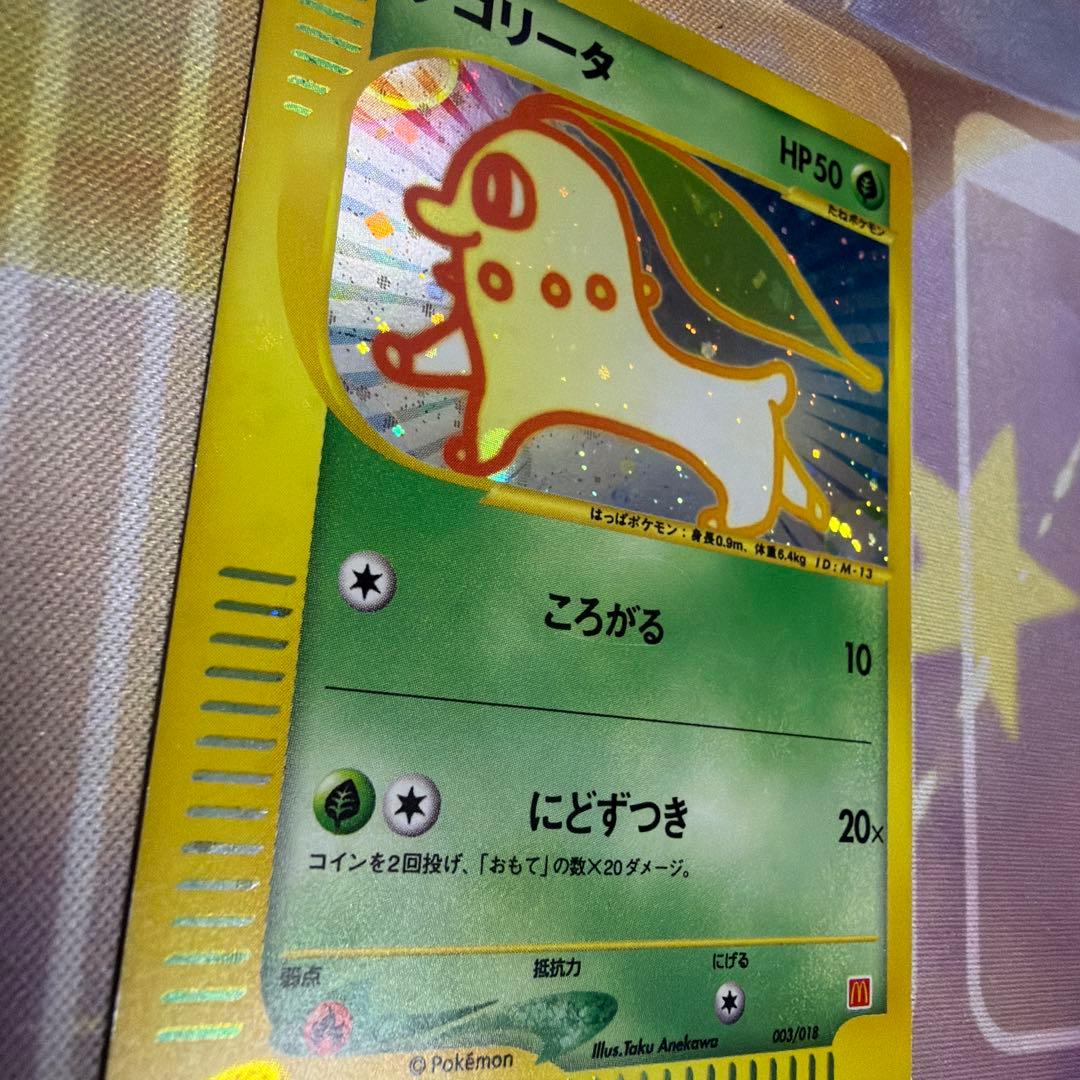 コリータ
HP50
たねポケモン
はっぱポケモン：身長0.9m、体重6.4kg ID：M-13
ころがる
10
にどずつき
20×
コインを2回投げ、「おもて」の数×20ダメージ。
弱点 抵抗力 にげる
Illus.Taku Anekawa 003/018
© Pokémon